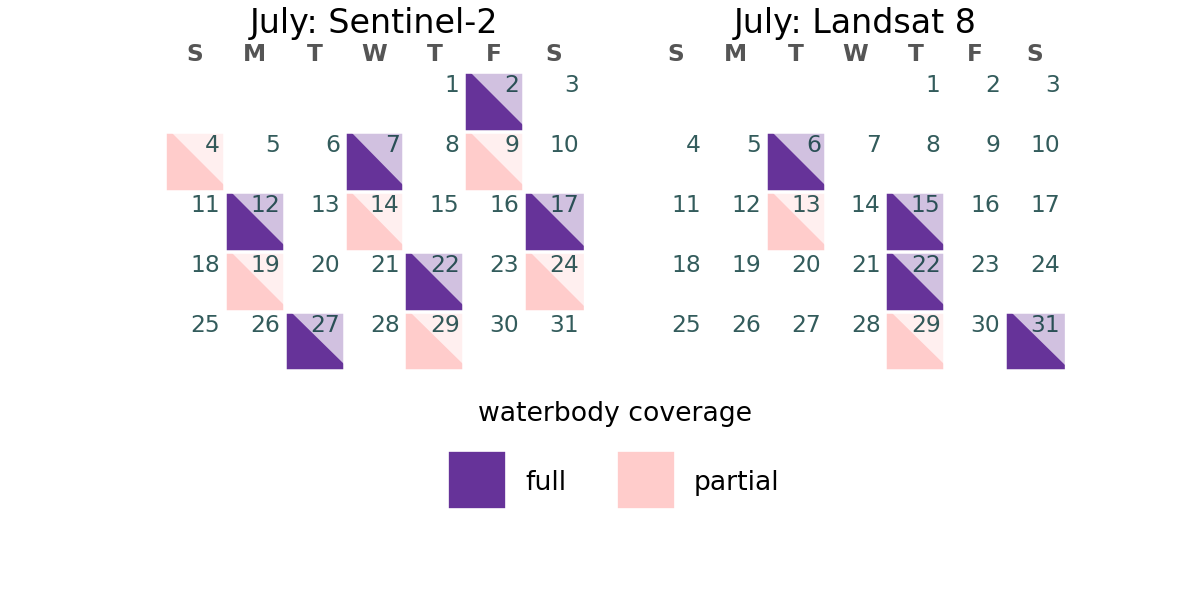 July: Sentinel-2
S M T W T F S
1 2 3
4 5 6 7 8 9 10
11 12 13 14 15 16 17
18 19 20 21 22 23 24
25 26 27 28 29 30 31
July: Landsat 8
S M T W T F S
1 2 3
4 5 6 7 8 9 10
11 12 13 14 15 16 17
18 19 20 21 22 23 24
25 26 27 28 29 30 31
waterbody coverage
full
partial